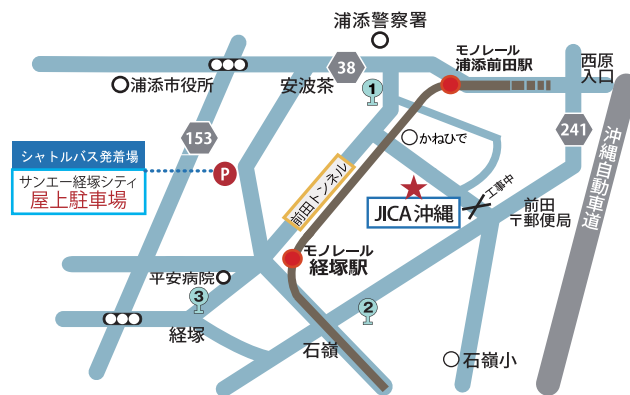 浦添警察署
モノレール
浦添前田駅
西原
入口
38
浦添市役所
安波茶
1
153
241
かねひで
シャトルバス発着場
サンエー経塚シティ
屋上駐車場
P
前田トンネル
工事中
JICA沖縄
前田
〒郵便局
沖縄自動車道
モノレール
経塚駅
平安病院
3
2
経塚
石嶺
石嶺小